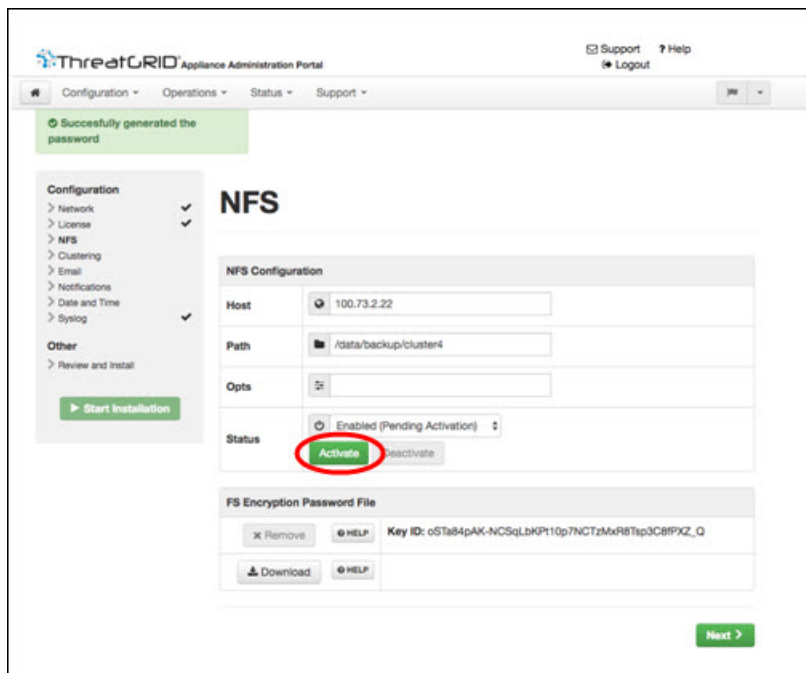 ThreatGRID Appliance Administration Portal
Support ? Help
Logout
Configuration Operations Status Support
Succesfully generated the
password
Configuration
Network
License
NFS
Clustering
Email
Notifications
Date and Time
Syslog
Other
Review and Install
Start Installation
NFS
NFS Configuration
Host 100.73.2.22
Path /data/backup/cluster4
Opts
Status Enabled (Pending Activation)
Activate Deactivate
FS Encryption Password File
Remove HELP Key ID: oSTa84pAK-NCSqLbKPt10p7NCTzMxR8Tsp3C8fPXZ_Q
Download HELP
Next